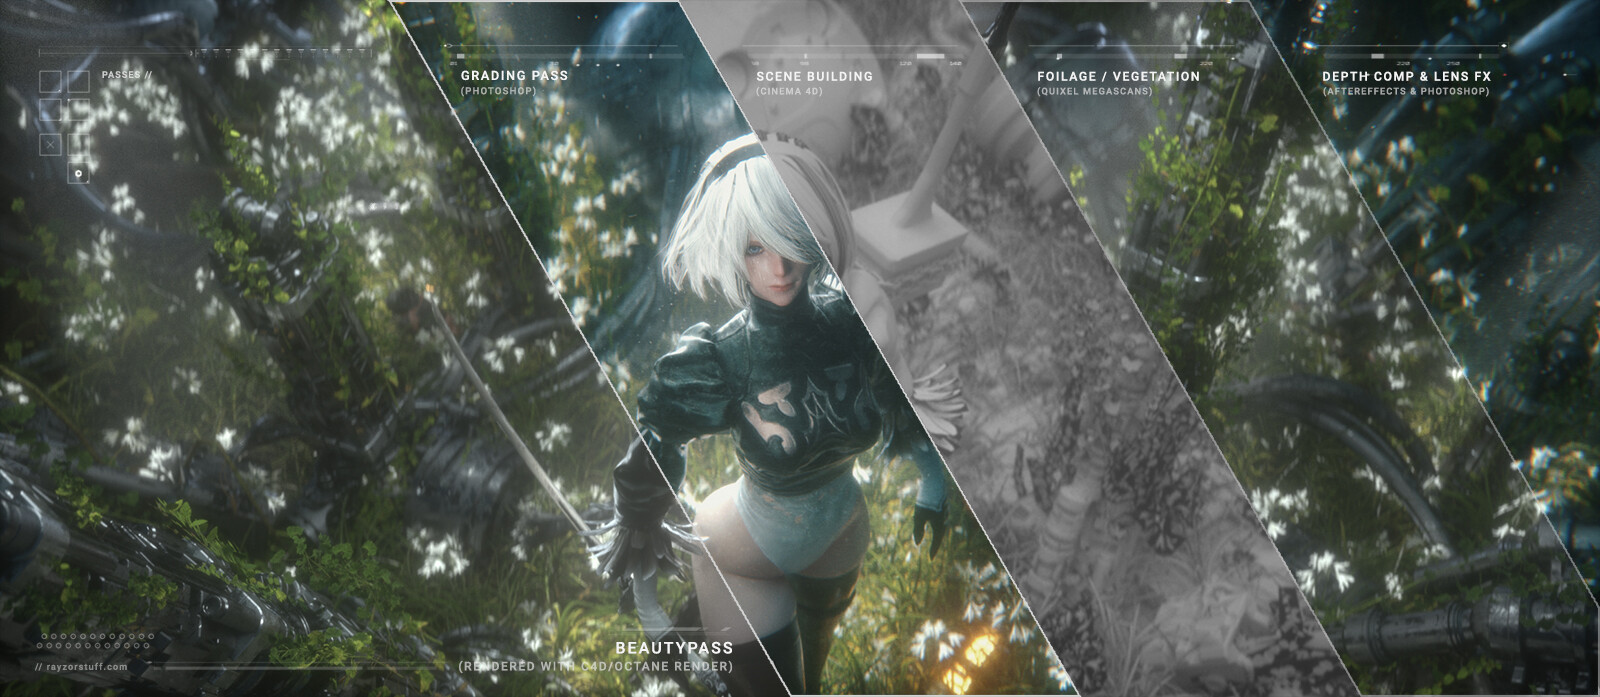 PASSES //
GRADING PASS
(PHOTOSHOP)
SCENE BUILDING
(CINEMA 4D)
FOILAGE / VEGETATION
(QUIXEL MEGASCANS)
DEPTH COMP & LENS FX
(AFTEREFFECTS & PHOTOSHOP)
BEAUTYPASS
(RENDERED WITH C4D/OCTANE RENDER)
// rayzorstuff.com